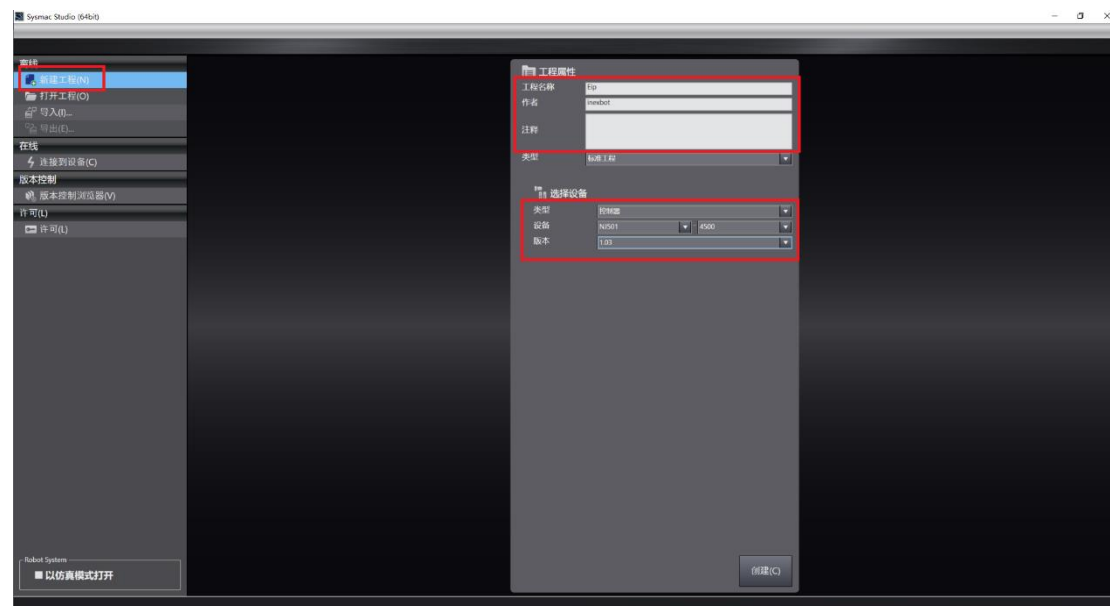 Sysmac Studio (64bit)
离线
新建工程(N)
打开工程(O)
导入(I)...
导出(E)...
在线
连接到设备(C)
版本控制
版本控制浏览器(V)
许可(L)
许可(L)
Robot System
以仿真模式打开
工程属性
工程名称 Eip
作者 inexbot
注释
类型 标准工程
选择设备
类型 控制器
设备 NJ501 - 4500
版本 1.03
创建(C)